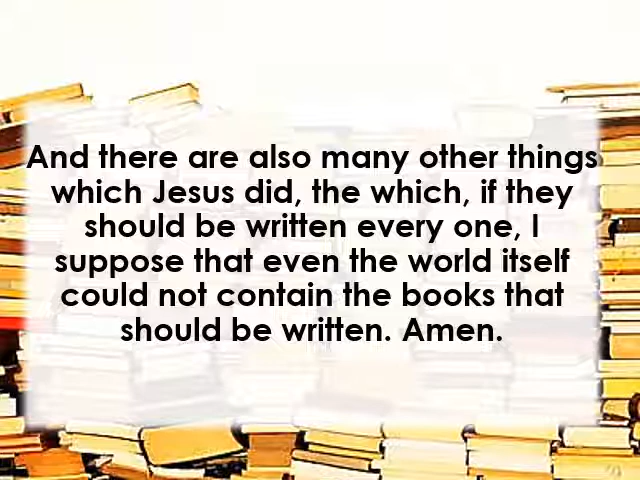 And there are also many other things
which Jesus did, the which, if they
should be written every one, I
suppose that even the world itself
could not contain the books that
should be written. Amen.